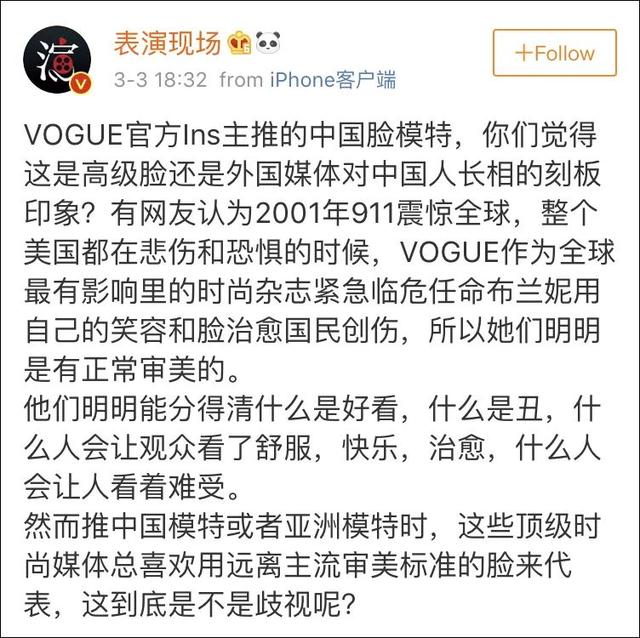 表演现场
+Follow
3-3 18:32 from iPhone客户端
VOGUE官方Ins主推的中国脸模特，你们觉得
这是高级脸还是外国媒体对中国人长相的刻板
印象？有网友认为2001年911震惊全球，整个
美国都在悲伤和恐惧的时候，VOGUE作为全球
最有影响里的时尚杂志紧急临危任命布兰妮用
自己的笑容和脸治愈国民创伤，所以她们明明
是有正常审美的。
他们明明能分得清什么是好看，什么是丑，什
么人会让观众看了舒服，快乐，治愈，什么人
会让人看着难受。
然而推中国模特或者亚洲模特时，这些顶级时
尚媒体总喜欢用远离主流审美标准的脸来代
表，这到底是不是歧视呢？